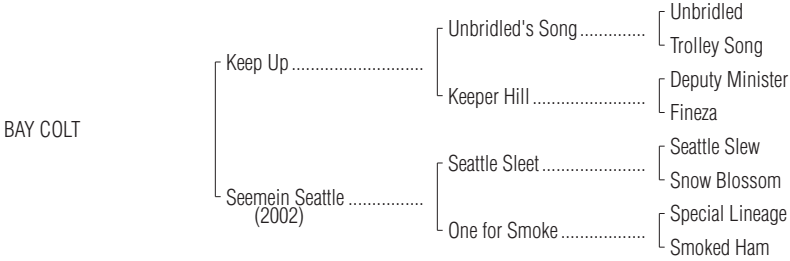 Unbridled
Unbridled's Song..............
Trolley Song
Keep Up............................
Deputy Minister
Keeper Hill........................
Fineza
BAY COLT
Seattle Slew
Seattle Sleet......................
Snow Blossom
Seemein Seattle................
(2002)
Special Lineage
One for Smoke..................
Smoked Ham